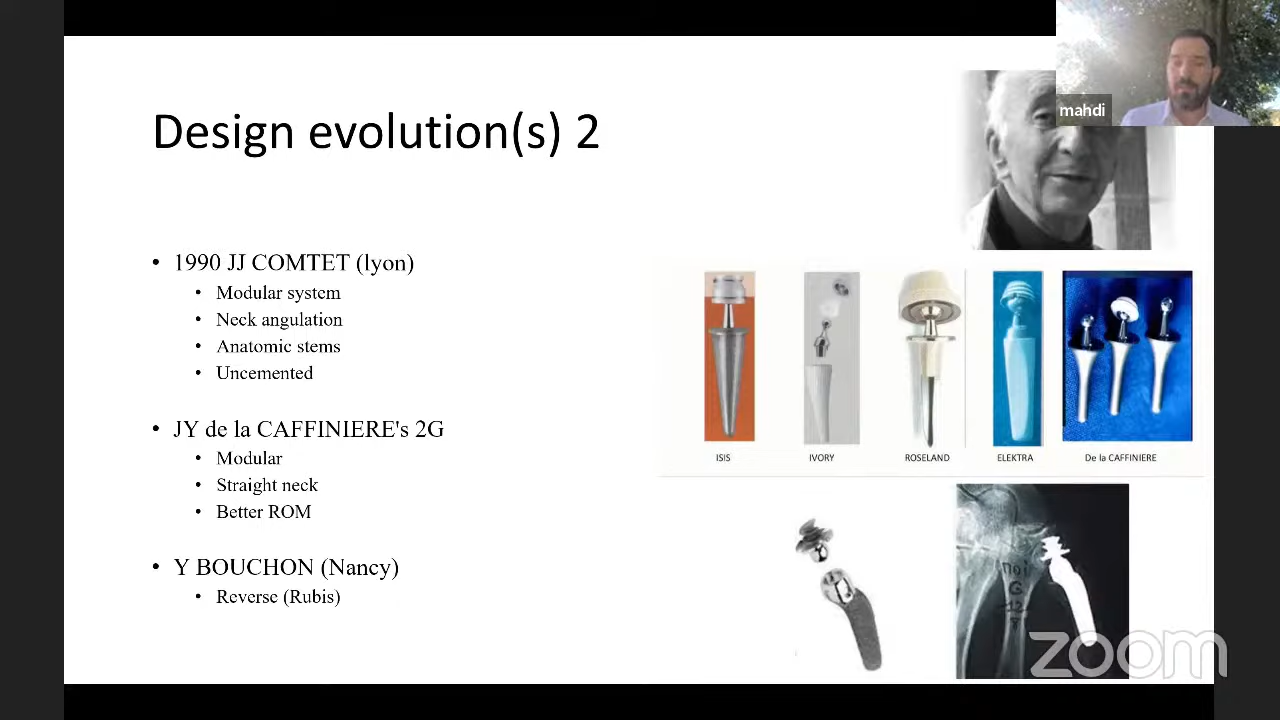 mahdi
Design evolution(s) 2
• 1990 JJ COMTET (lyon)
• Modular system
• Neck angulation
• Anatomic stems
• Uncemented
• JY de la CAFFINIERE's 2G
• Modular
• Straight neck
• Better ROM
• Y BOUCHON (Nancy)
• Reverse (Rubis)
ISIS
IVORY
ROSELAND
ELEKTRA
De la CAFFINIERE
moi
G
zoom